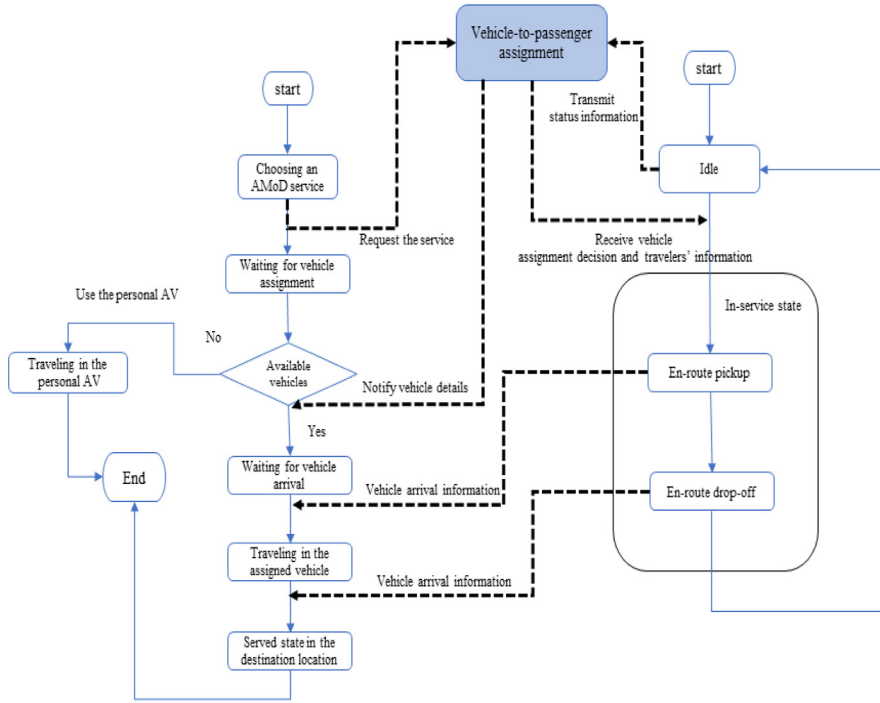 Vehicle-to-passenger
assignment
start
start
Transmit
status information
Choosing an
AMoD service
Idle
Request the service
Receive vehicle
assignment decision and travelers' information
Waiting for vehicle
assignment
Use the personal AV
In-service state
No
Available
vehicles
Traveling in the
personal AV
En-route pickup
Notify vehicle details
Yes
Waiting for vehicle
arrival
End
Vehicle arrival information
En-route drop-off
Traveling in the
assigned vehicle
Vehicle arrival information
Served state in the
destination location